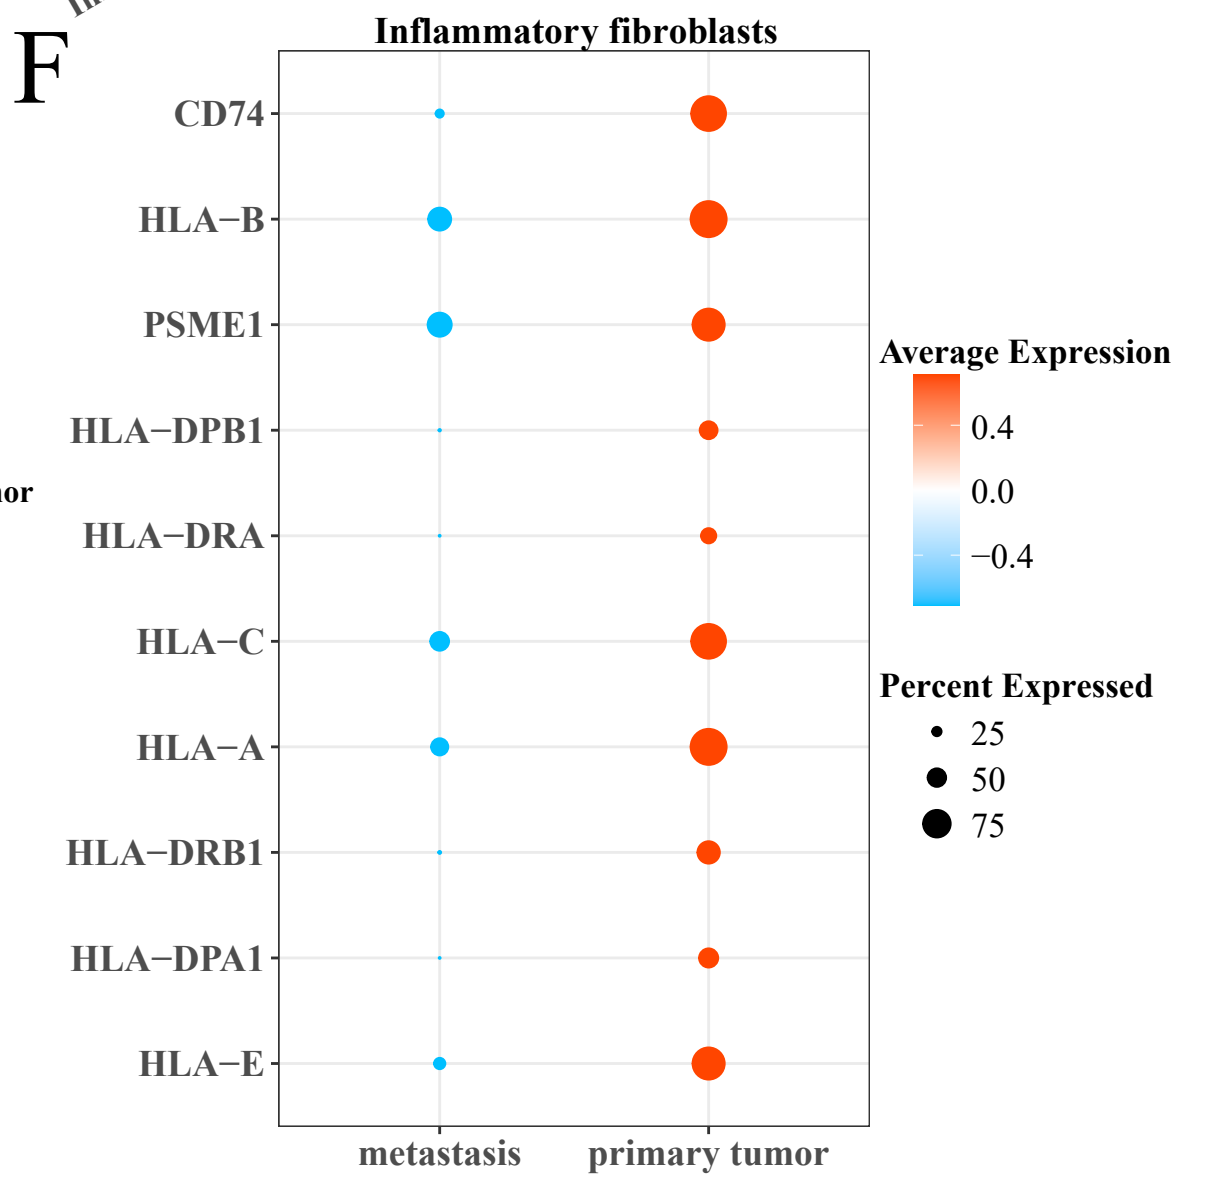 F
Inflammatory fibroblasts
CD74
HLA−B
PSME1
HLA−DPB1
HLA−DRA
HLA−C
HLA−A
HLA−DRB1
HLA−DPA1
HLA−E
metastasis primary tumor
Average Expression
0.4
0.0
−0.4
Percent Expressed
25
50
75